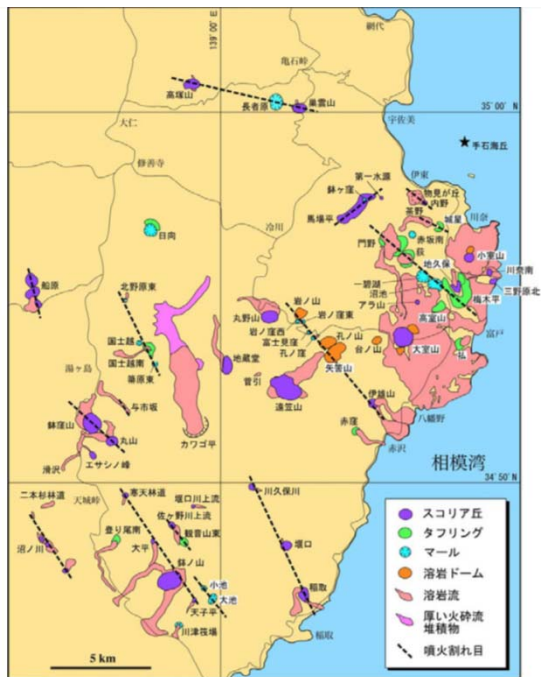 139° 00′ E
網代
亀石峠
高塚山
長者原
巣雲山
35° 00′ N
大仁
宇佐美
手石海丘
修善寺
伊東
第一水源
鉢ヶ窪
物見が丘
内野
川奈
馬場平
茶野
城星
冷川
日向
赤坂南
門野
荻
小室山
地久保
川奈南
一碧湖
船原
沼池
三野原北
北野原東
岩ノ山
アラ山
梅木平
丸野山
岩ノ窪東
高室山
岩ノ窪西
富戸
国士越
富士見窪
孔ノ山
大室山
払
国士越南
地蔵堂
孔ノ窪
台ノ山
湯ヶ島
築原東
矢筈山
菅引
伊雄山
与市坂
遠笠山
八幡野
鉢窪山
赤窪
丸山
赤沢
カワゴ平
滑沢
エサシノ峰
相模湾
34° 50′ N
二本杉林道
天城峠
寒天林道
堰口川上流
川久保川
佐ヶ野川上流
登り尾南
観音山東
大平
沼ノ川
堰口
鉢ノ山
小池
大池
稲取
天子平
川津筏場
稲取
5 km
スコリア丘
タフリング
マール
溶岩ドーム
溶岩流
厚い火砕流
堆積物
噴火割れ目